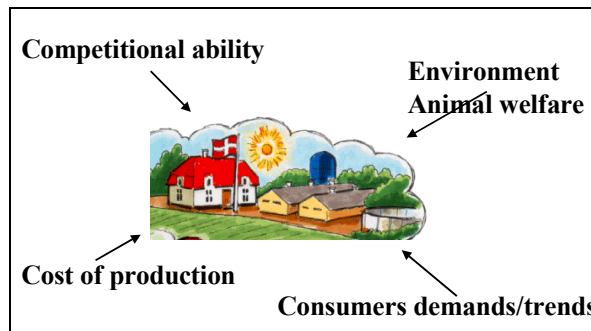 Competitional ability
Environment
Animal welfare
Cost of production
Consumers demands/trends